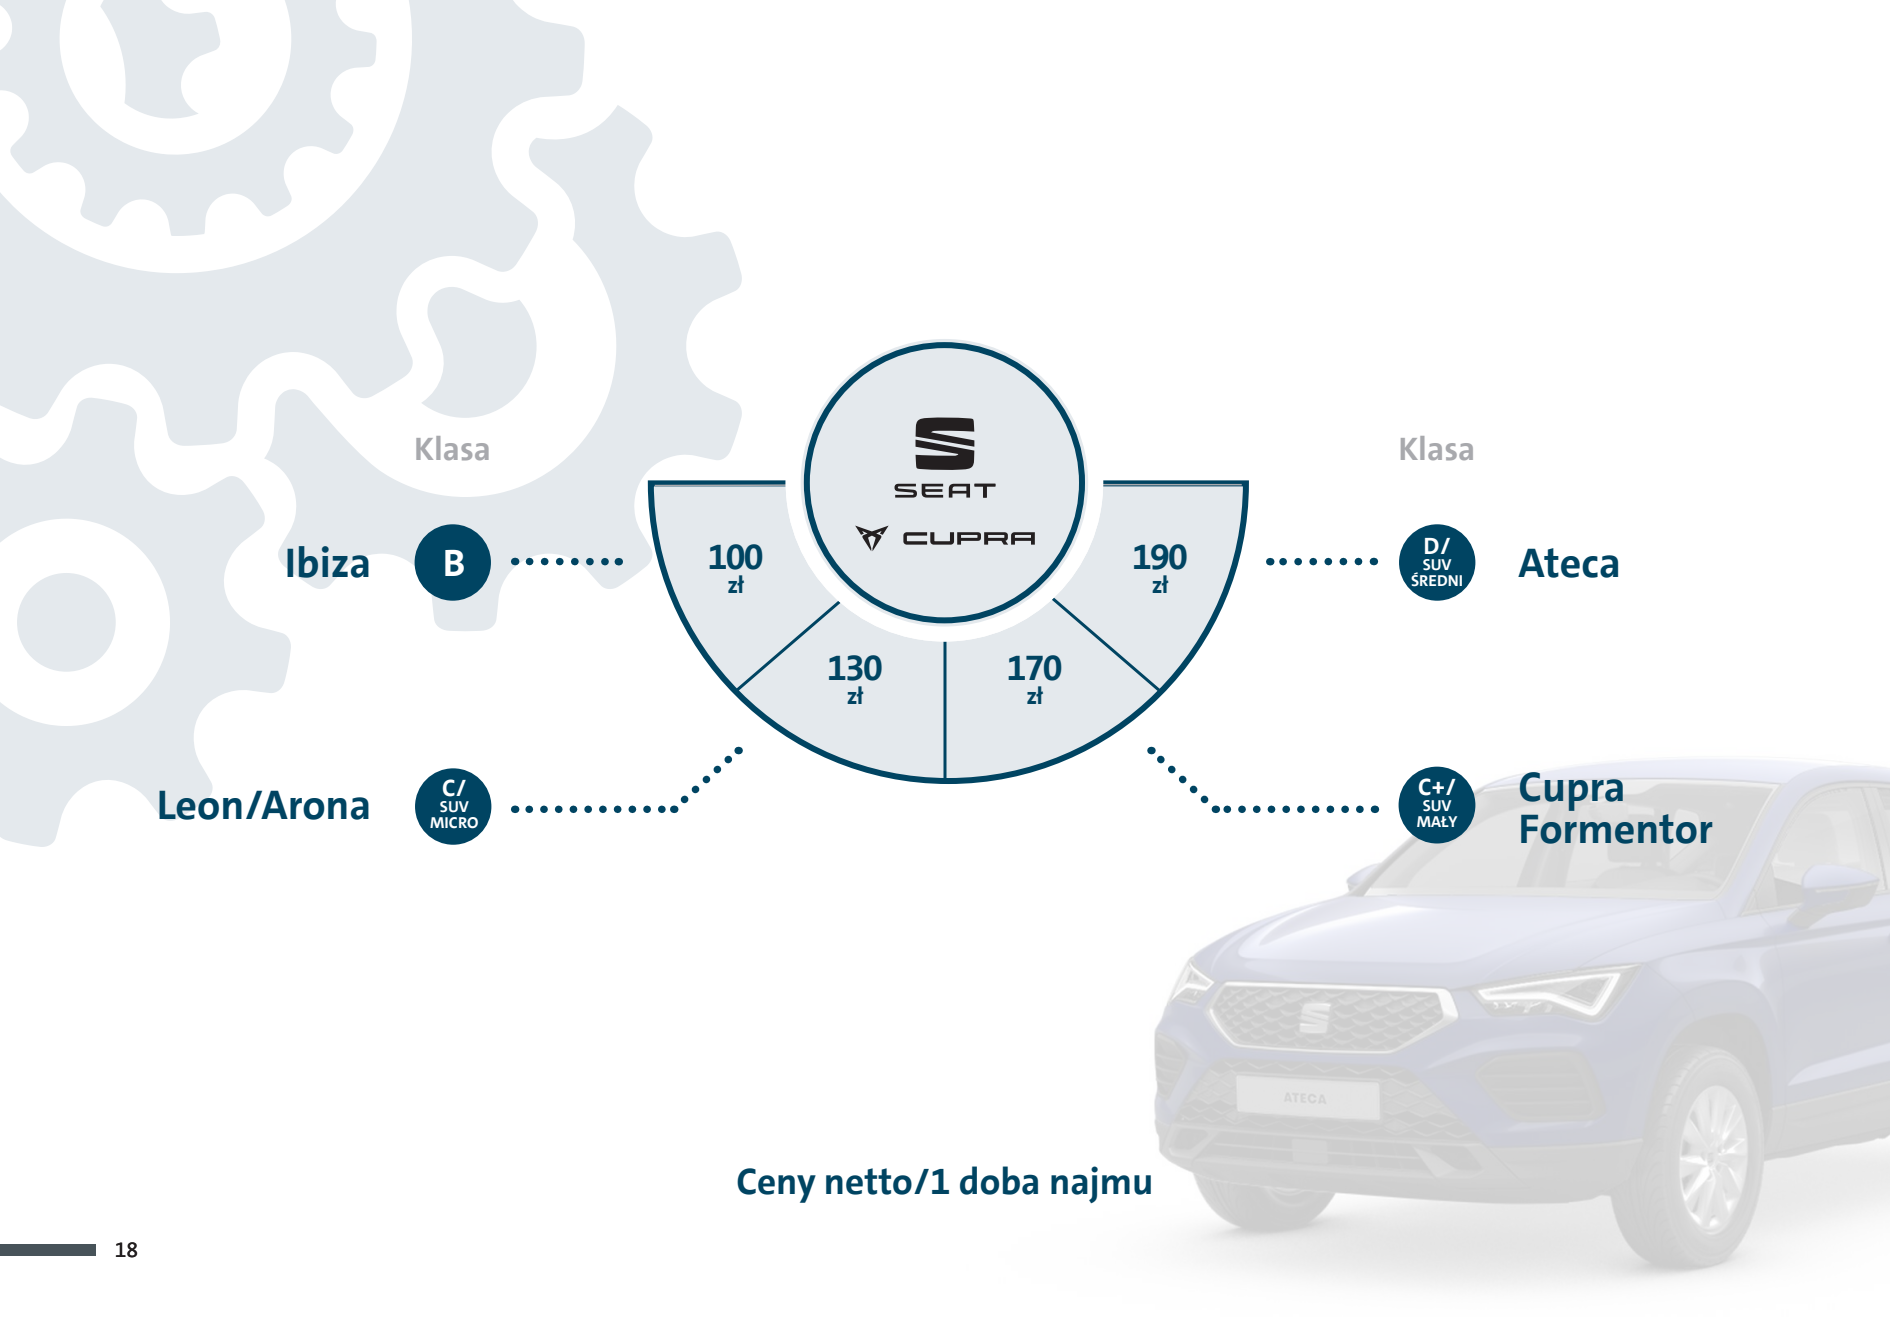 SEAT
CUPRA
Klasa
Klasa
Ibiza
B
100
zł
190
zł
D/
SUV
ŚREDNI
Ateca
130
zł
170
zł
Leon/Arona
C/
SUV
MICRO
C+/
SUV
MAŁY
Cupra
Formentor
ATECA
Ceny netto/1 doba najmu
18